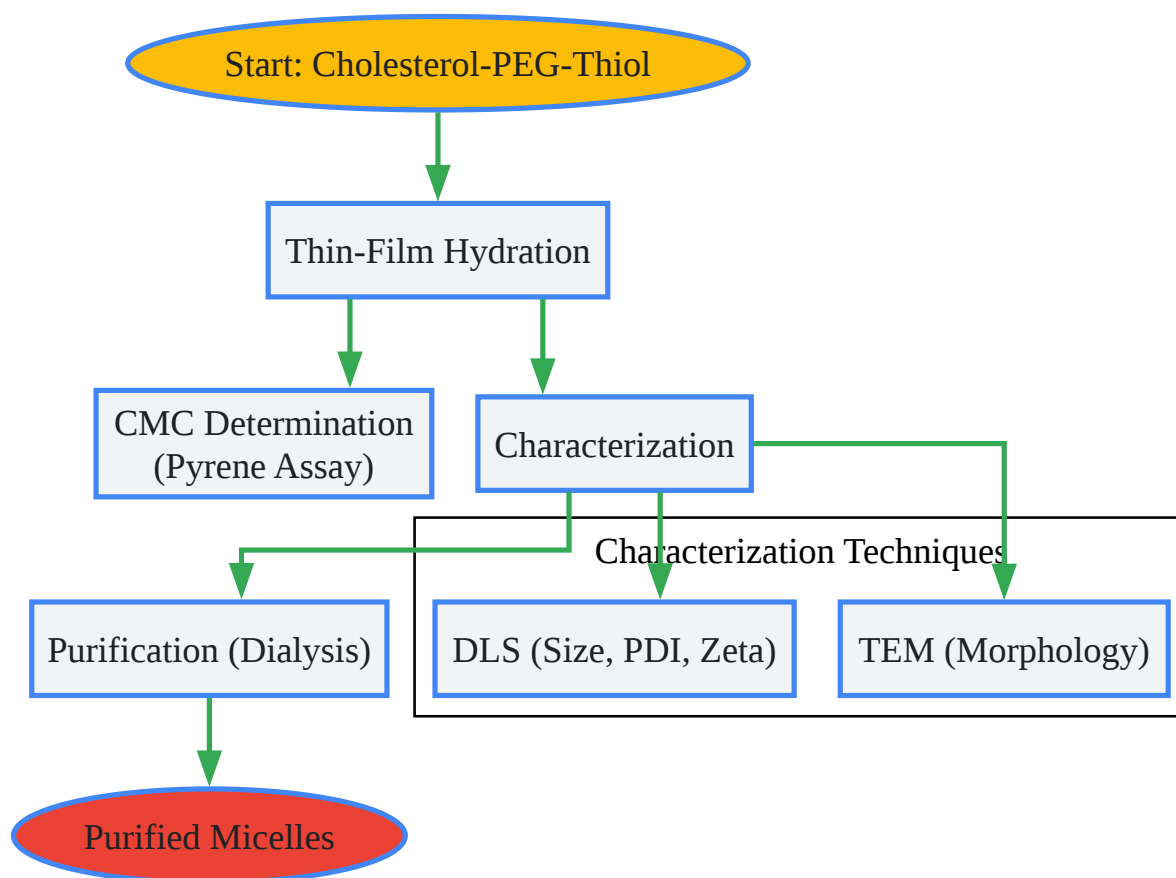 Start: Cholesterol-PEG-Thiol
Thin-Film Hydration
CMC Determination
(Pyrene Assay)
Characterization
Characterization Techniques
Purification (Dialysis)
DLS (Size, PDI, Zeta)
TEM (Morphology)
Purified Micelles